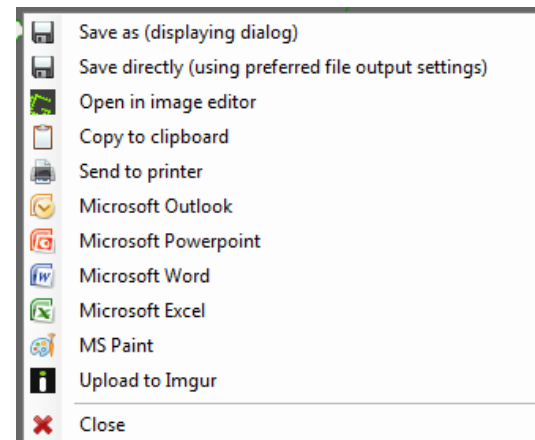 Save as (displaying dialog)
Save directly (using preferred file output settings)
Open in image editor
Copy to clipboard
Send to printer
Microsoft Outlook
Microsoft Powerpoint
Microsoft Word
Microsoft Excel
MS Paint
Upload to Imgur
Close